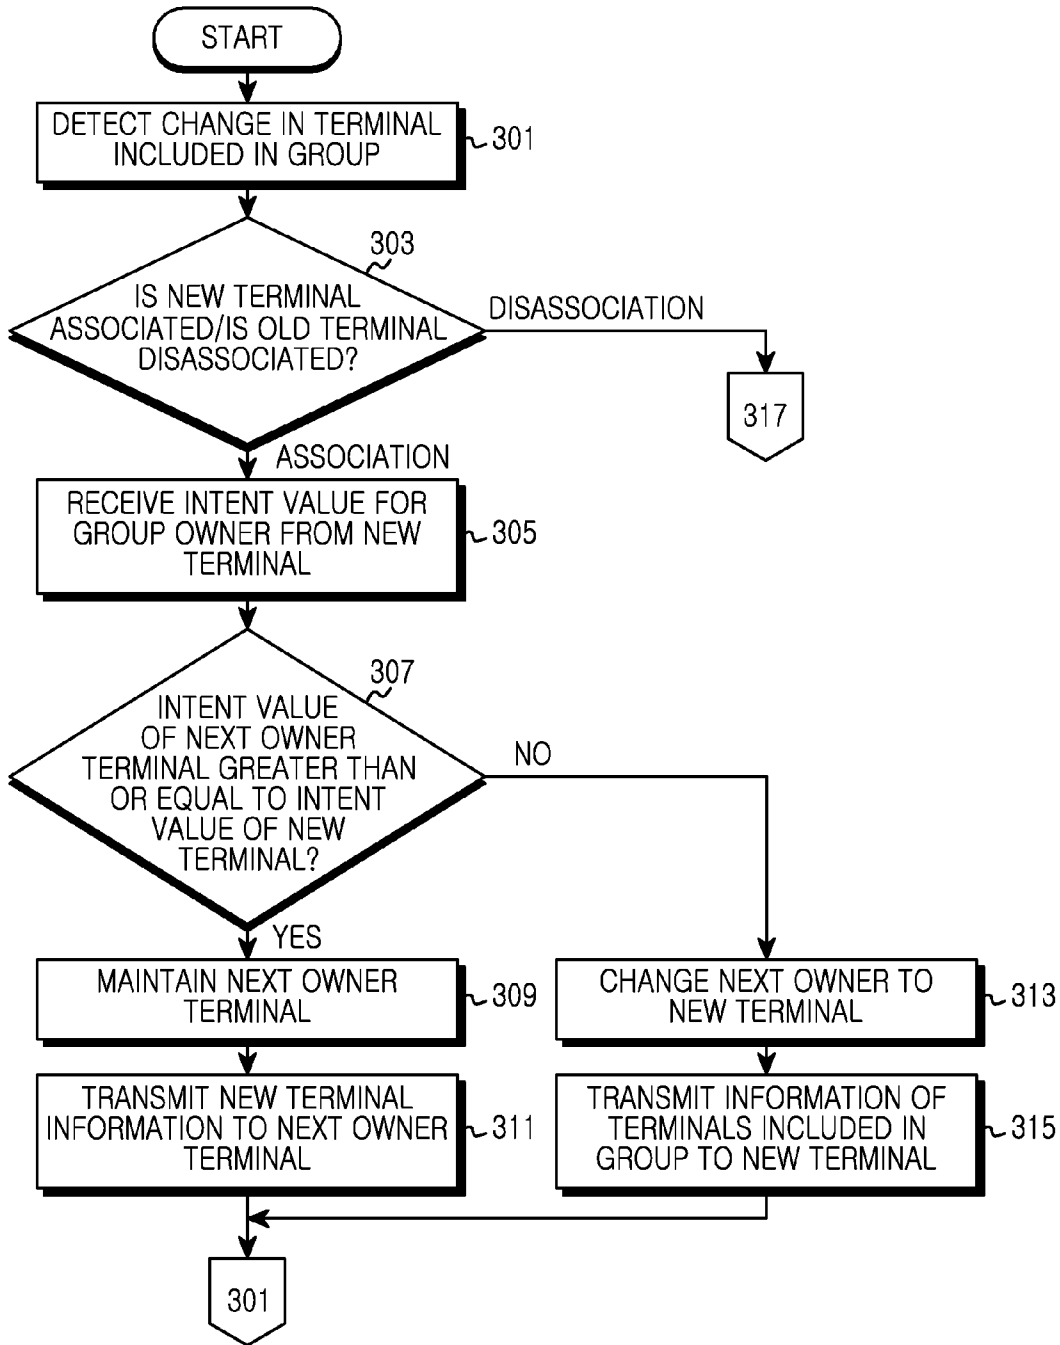 START
DETECT CHANGE IN TERMINAL
INCLUDED IN GROUP
301
303
IS NEW TERMINAL
ASSOCIATED/IS OLD TERMINAL
DISASSOCIATED?
DISASSOCIATION
317
ASSOCIATION
RECEIVE INTENT VALUE FOR
GROUP OWNER FROM NEW
TERMINAL
305
307
INTENT VALUE
OF NEXT OWNER
TERMINAL GREATER THAN
OR EQUAL TO INTENT
VALUE OF NEW
TERMINAL?
NO
YES
MAINTAIN NEXT OWNER
TERMINAL
309
CHANGE NEXT OWNER TO
NEW TERMINAL
313
TRANSMIT NEW TERMINAL
INFORMATION TO NEXT OWNER
TERMINAL
311
TRANSMIT INFORMATION OF
TERMINALS INCLUDED IN
GROUP TO NEW TERMINAL
315
301